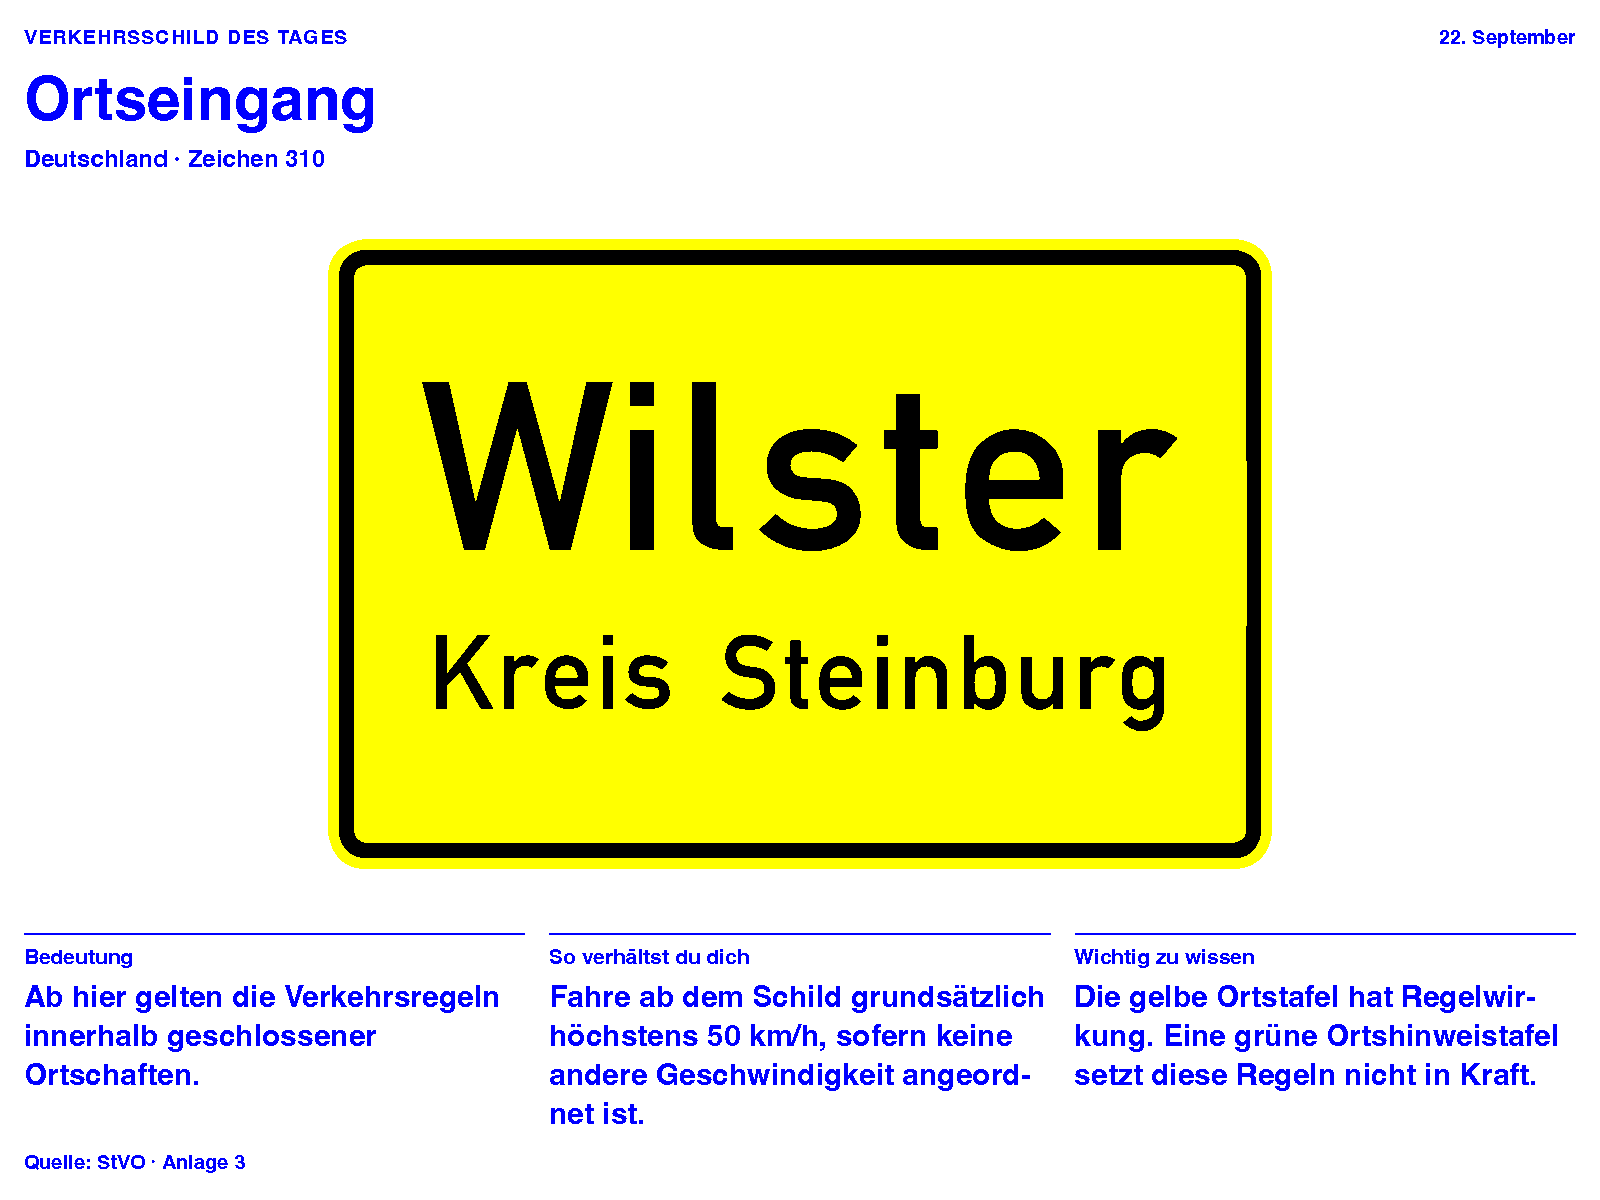 VERKEHRSSCHILD DES TAGES
22. September
Ortseingang
Deutschland · Zeichen 310
Wilster
Kreis Steinburg
Bedeutung
Ab hier gelten die Verkehrsregeln
innerhalb geschlossener
Ortschaften.
So verhältst du dich
Fahre ab dem Schild grundsätzlich
höchstens 50 km/h, sofern keine
andere Geschwindigkeit angeord-
net ist.
Wichtig zu wissen
Die gelbe Ortstafel hat Regelwir-
kung. Eine grüne Ortshinweistafel
setzt diese Regeln nicht in Kraft.
Quelle: StVO · Anlage 3